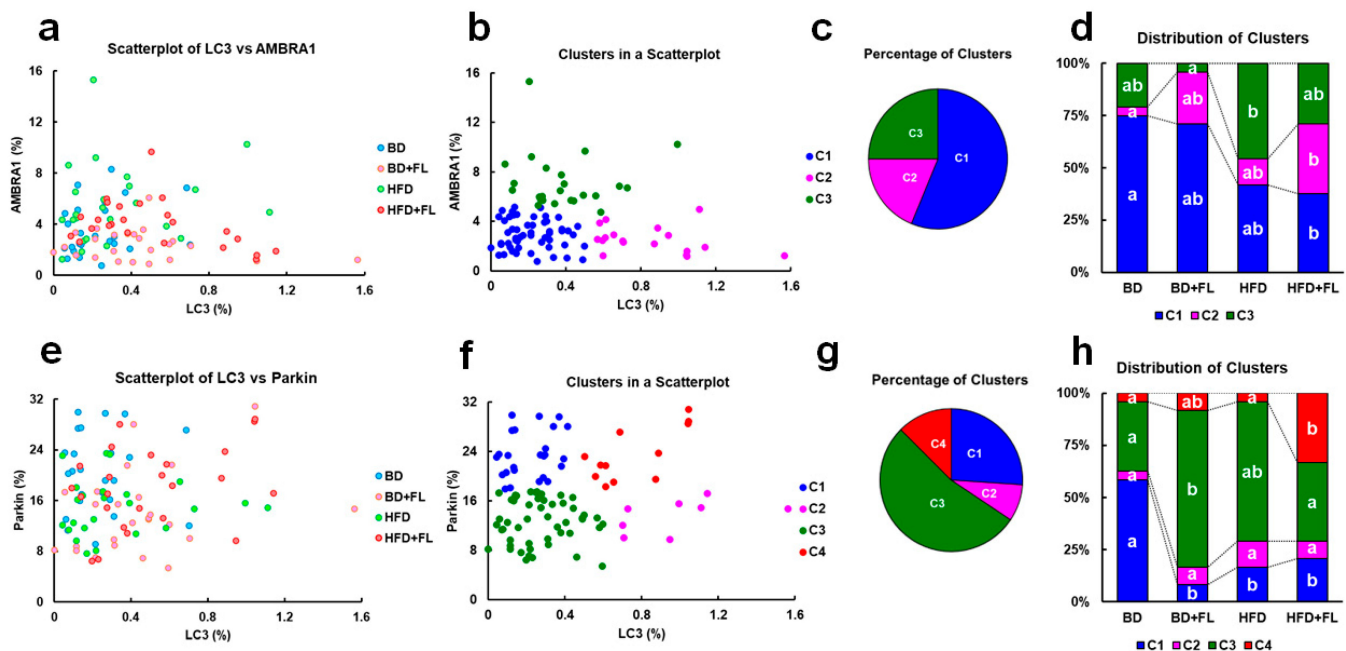 a
Scatterplot of LC3 vs AMBRA1
16
12
8
4
0
AMBRA1 (%)
0
0.4
0.8
1.2
1.6
LC3 (%)
BD
BD+FL
HFD
HFD+FL
b
Clusters in a Scatterplot
16
12
8
4
0
AMBRA1 (%)
0
0.4
0.8
1.2
1.6
LC3 (%)
C1
C2
C3
c
Percentage of Clusters
C3
C1
C2
d
Distribution of Clusters
100%
75%
50%
25%
0%
ab
a
a
a
ab
ab
b
ab
ab
ab
b
b
BD
BD+FL
HFD
HFD+FL
C1
C2
C3
e
Scatterplot of LC3 vs Parkin
32
24
16
8
0
Parkin (%)
0
0.4
0.8
1.2
1.6
LC3 (%)
BD
BD+FL
HFD
HFD+FL
f
Clusters in a Scatterplot
32
24
16
8
0
Parkin (%)
0
0.4
0.8
1.2
1.6
LC3 (%)
C1
C2
C3
C4
g
Percentage of Clusters
C4
C1
C2
C3
h
Distribution of Clusters
100%
75%
50%
25%
0%
a
a
a
a
ab
b
a
b
a
ab
a
b
b
a
a
b
BD
BD+FL
HFD
HFD+FL
C1
C2
C3
C4